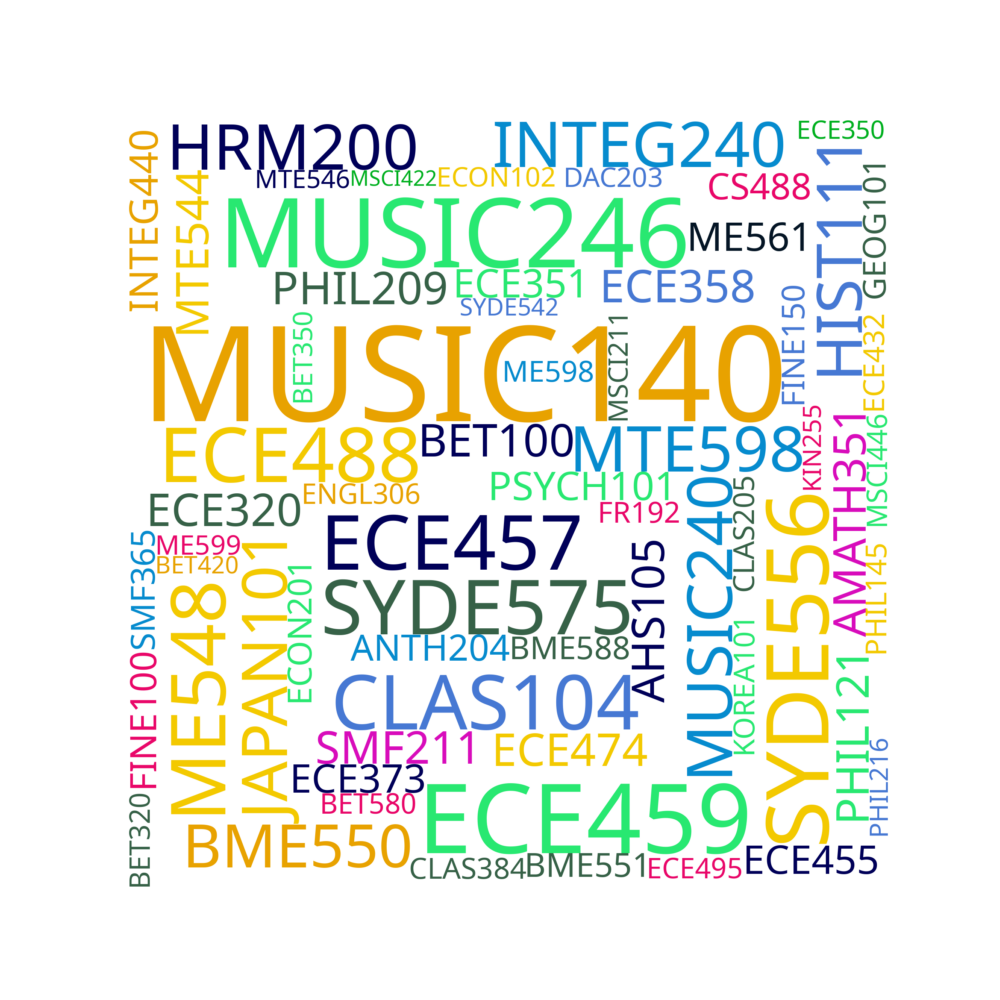 HRM200
INTEG240
ECE350
INTEG440
MTE544
MTE546
MSCI422
ECON102
DAC203
CS488
HIST111
GEOG101
MUSIC246
ME561
PHIL209
ECE351
ECE358
SYDE542
FINE150
BET350
MUSIC140
ME598
MSCI211
ECE432
ECE488
BET100
MTE598
KIN255
AMATH351
MSCI446
ENGL306
PSYCH101
FR192
ECE320
MUSIC240
CLAS205
SYDE556
ECE457
ME599
BET420
SMF365
JAPAN101
ECON201
ME548
SYDE575
AHS105
PHIL145
ANTH204
BME588
KOREA101
FINE100
CLAS104
PHIL121
SMF211
ECE474
PHIL216
ECE373
BET580
ECE459
BET320
BME550
CLAS384
BME551
ECE495
ECE455